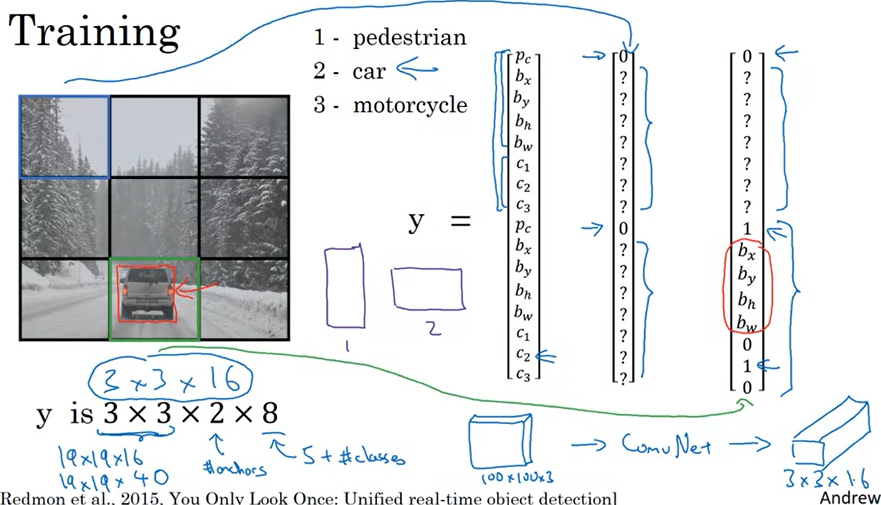 Training
1 - pedestrian
2 - car
3 - motorcycle
y =
p_c
b_x
b_y
b_h
b_w
c_1
c_2
c_3
p_c
b_x
b_y
b_h
b_w
c_1
c_2
c_3
0
?
?
?
?
?
?
?
0
?
?
?
?
?
?
?
0
?
?
?
?
?
?
?
1
b_x
b_y
b_h
b_w
0
1
0
1
2
3×3×16
y is 3 × 3 × 2 × 8
19×19×16
19×19×40
#anchors
5 + #classes
100×100×3
ConvNet
3×3×16
Redmon et al., 2015, You Only Look Once: Unified real-time object detection]
Andrew